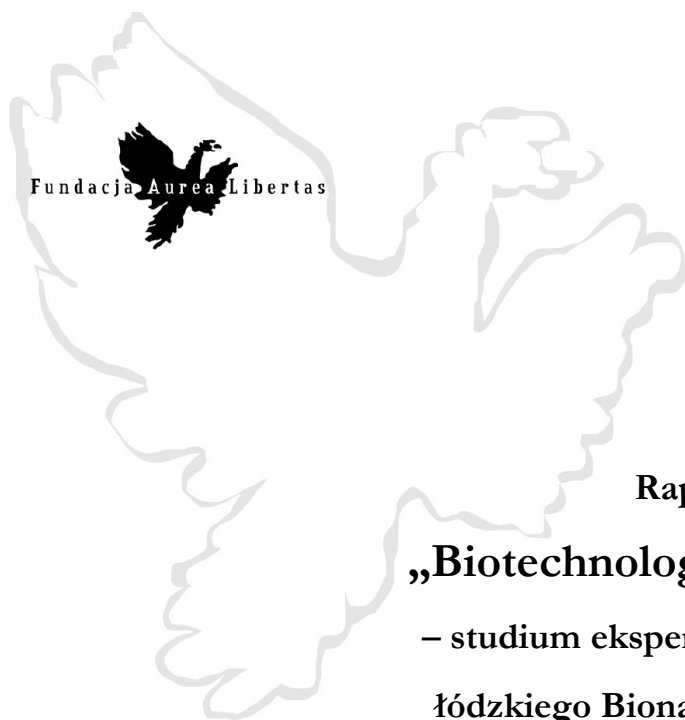 Fundacja Aurea Libertas
Rap
„Biotechnolog
– studium eksper
łódzkiego Biona